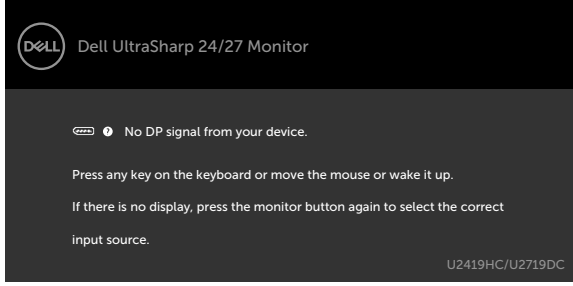 DELL Dell UltraSharp 24/27 Monitor
No DP signal from your device.
Press any key on the keyboard or move the mouse or wake it up.
If there is no display, press the monitor button again to select the correct
input source.
U2419HC/U2719DC